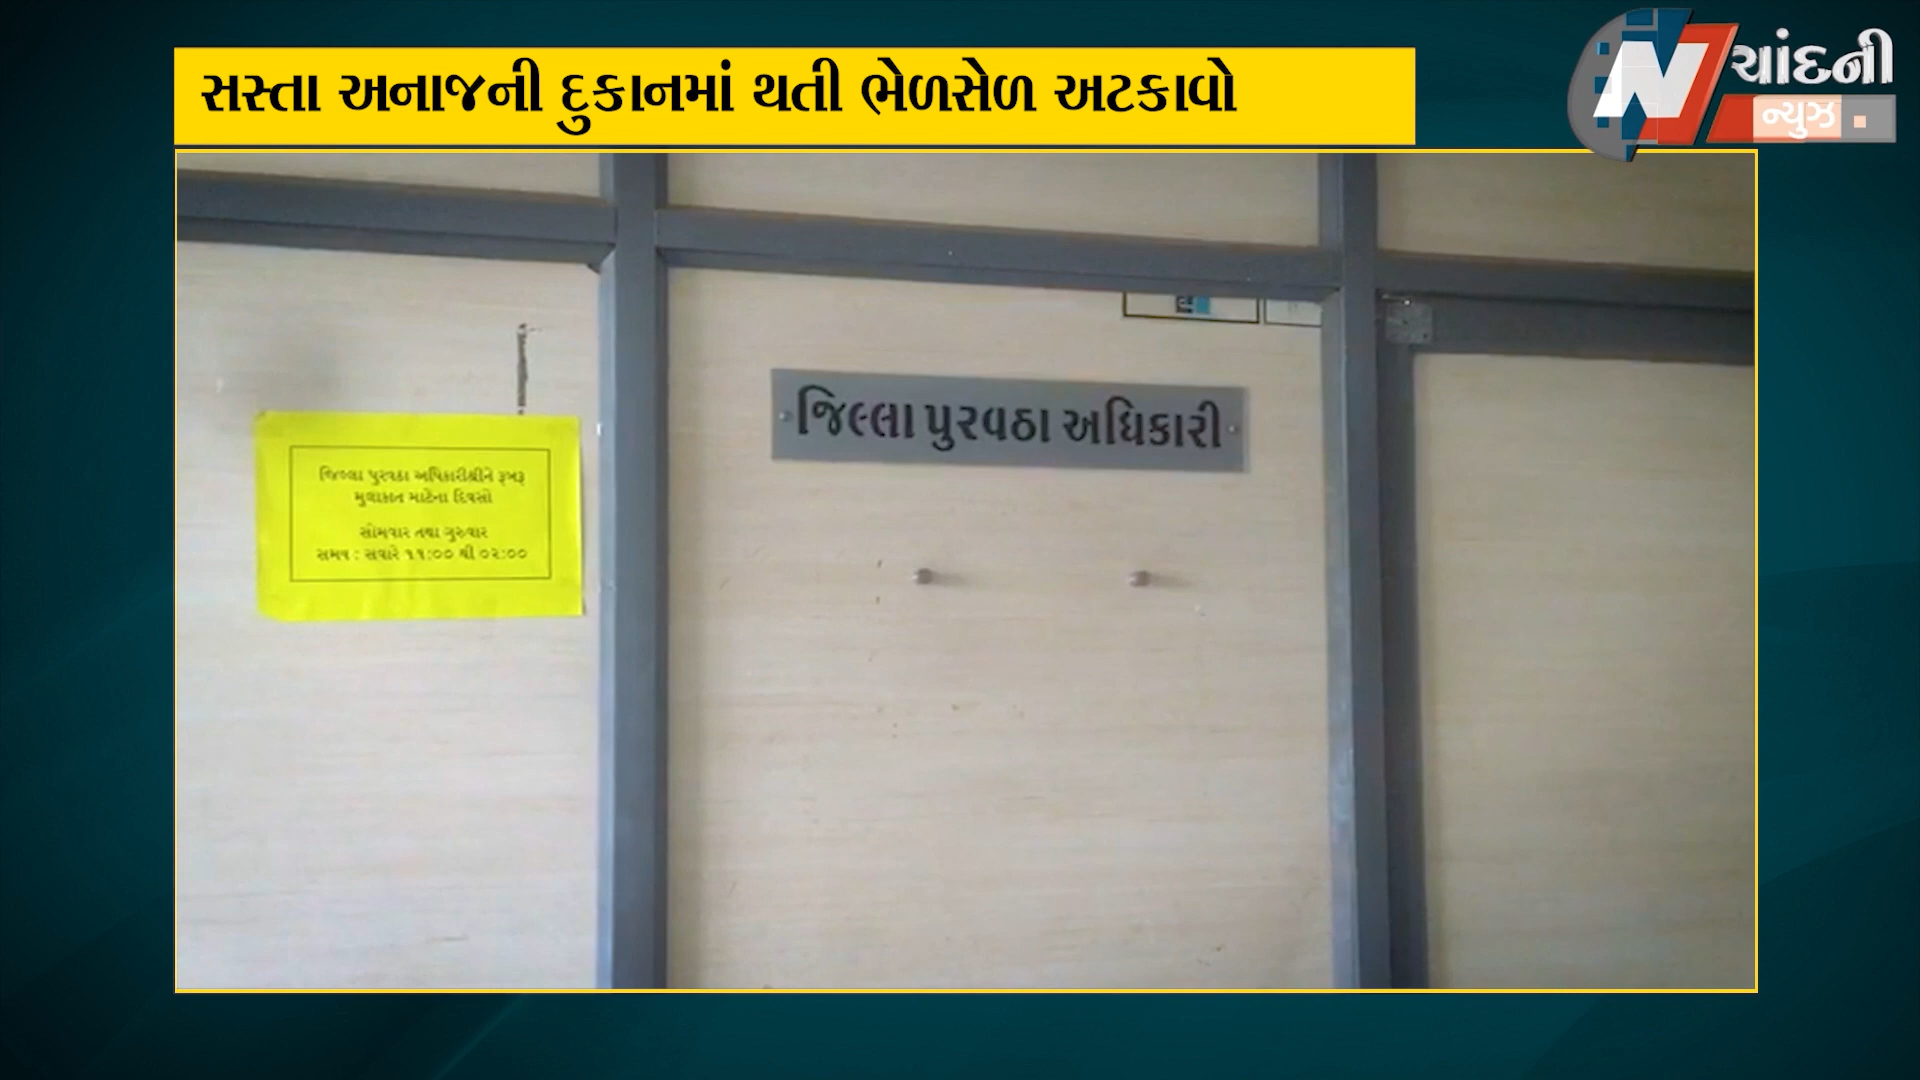 સસ્તા અનાજની દુકાનમાં થતી ભેળસેળ અટકાવો
ચાંદની
ન્યુઝ
જિલ્લા પુરવઠા અધિકારી
જિલ્લા પુરવઠા અધિકારીશ્રીને રૂબરૂ
મુલાકાત માટેના દિવસો
સોમવાર તથા ગુરુવાર
સમય : સવારે ૧૧:૦૦ થી ૦૨:૦૦